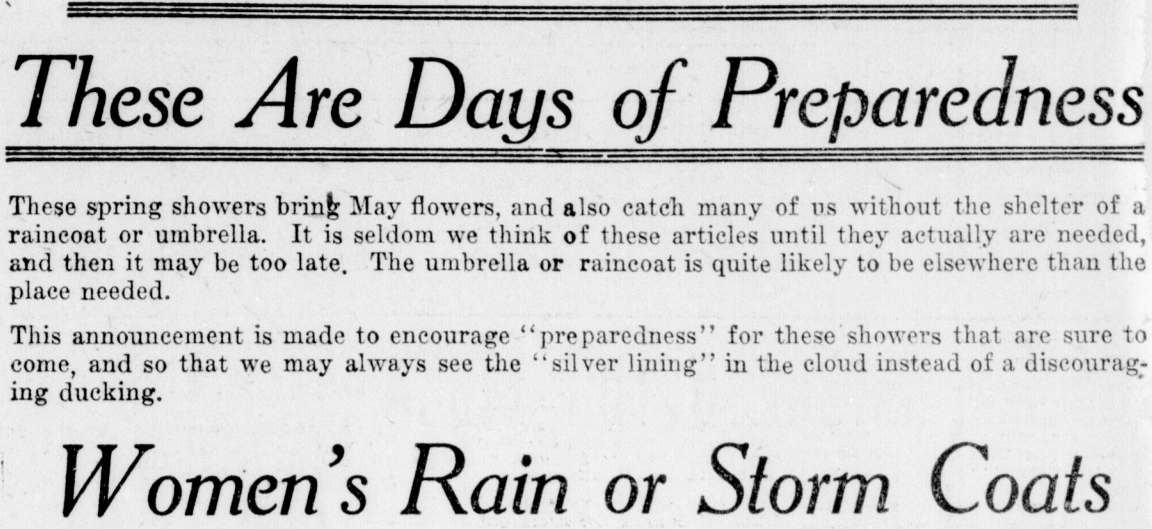 These Are Days of Preparedness
These spring showers bring May flowers, and also catch many of us without the shelter of a
raincoat or umbrella. It is seldom we think of these articles until they actually are needed,
and then it may be too late. The umbrella or raincoat is quite likely to be elsewhere than the
place needed.
This announcement is made to encourage "preparedness" for these showers that are sure to
come, and so that we may always see the "silver lining" in the cloud instead of a discourag-
ing ducking.
Women's Rain or Storm Coats